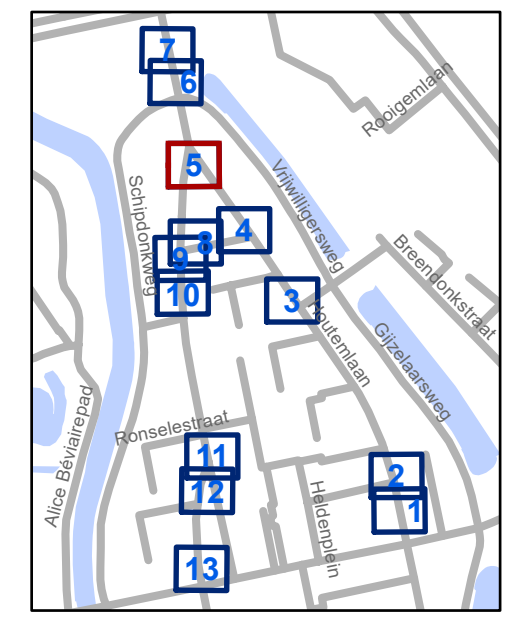 7
6
Rooigemlaan
5
Vrijwilligersweg
Schipdonkweg
4
8
9
Breendonkstraat
10
3
Houtemlaan
Gijzelaarsweg
Alice Béviairepad
Ronselestraat
11
2
12
Heldenplein
1
13